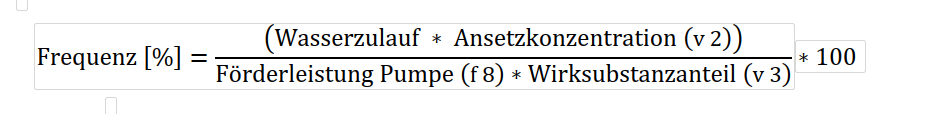 Frequenz [%] = (Wasserzulauf * Ansetzkonzentration (v 2))
Förderleistung Pumpe (f 8) * Wirksubstanzanteil (v 3) * 100